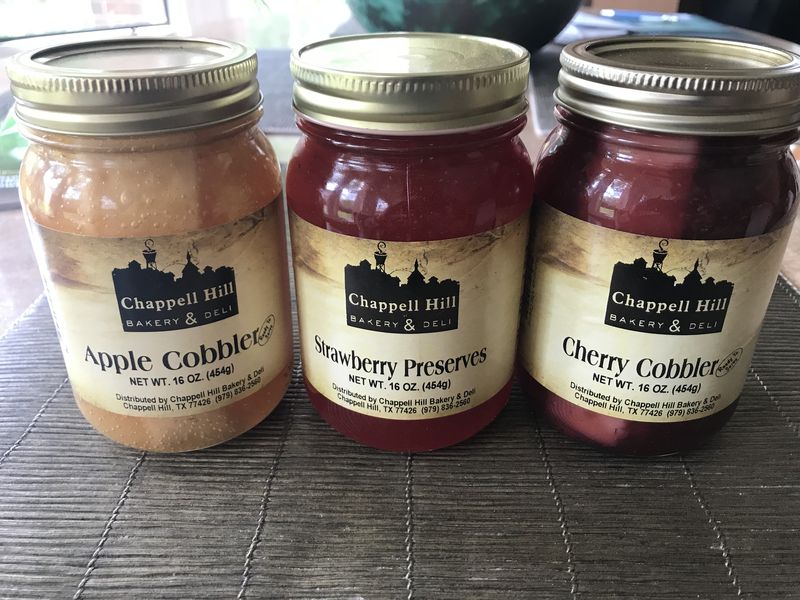 Chappell Hill
BAKERY & DELI
Apple Cobbler
NET WT. 16 OZ. (454g)
Distributed by Chappell Hill Bakery & Deli
Chappell Hill, TX 77426 (979) 836-2560
Chappell Hill
BAKERY & DELI
Strawberry Preserves
NET WT. 16 OZ. (454g)
Distributed by Chappell Hill Bakery & Deli
Chappell Hill, TX 77426 (979) 836-2560
Chappell Hill
BAKERY & DELI
Cherry Cobbler
NET WT. 16 OZ. (454g)
Distributed by Chappell Hill Bakery & Deli
Chappell Hill, TX 77426 (979) 836-2560